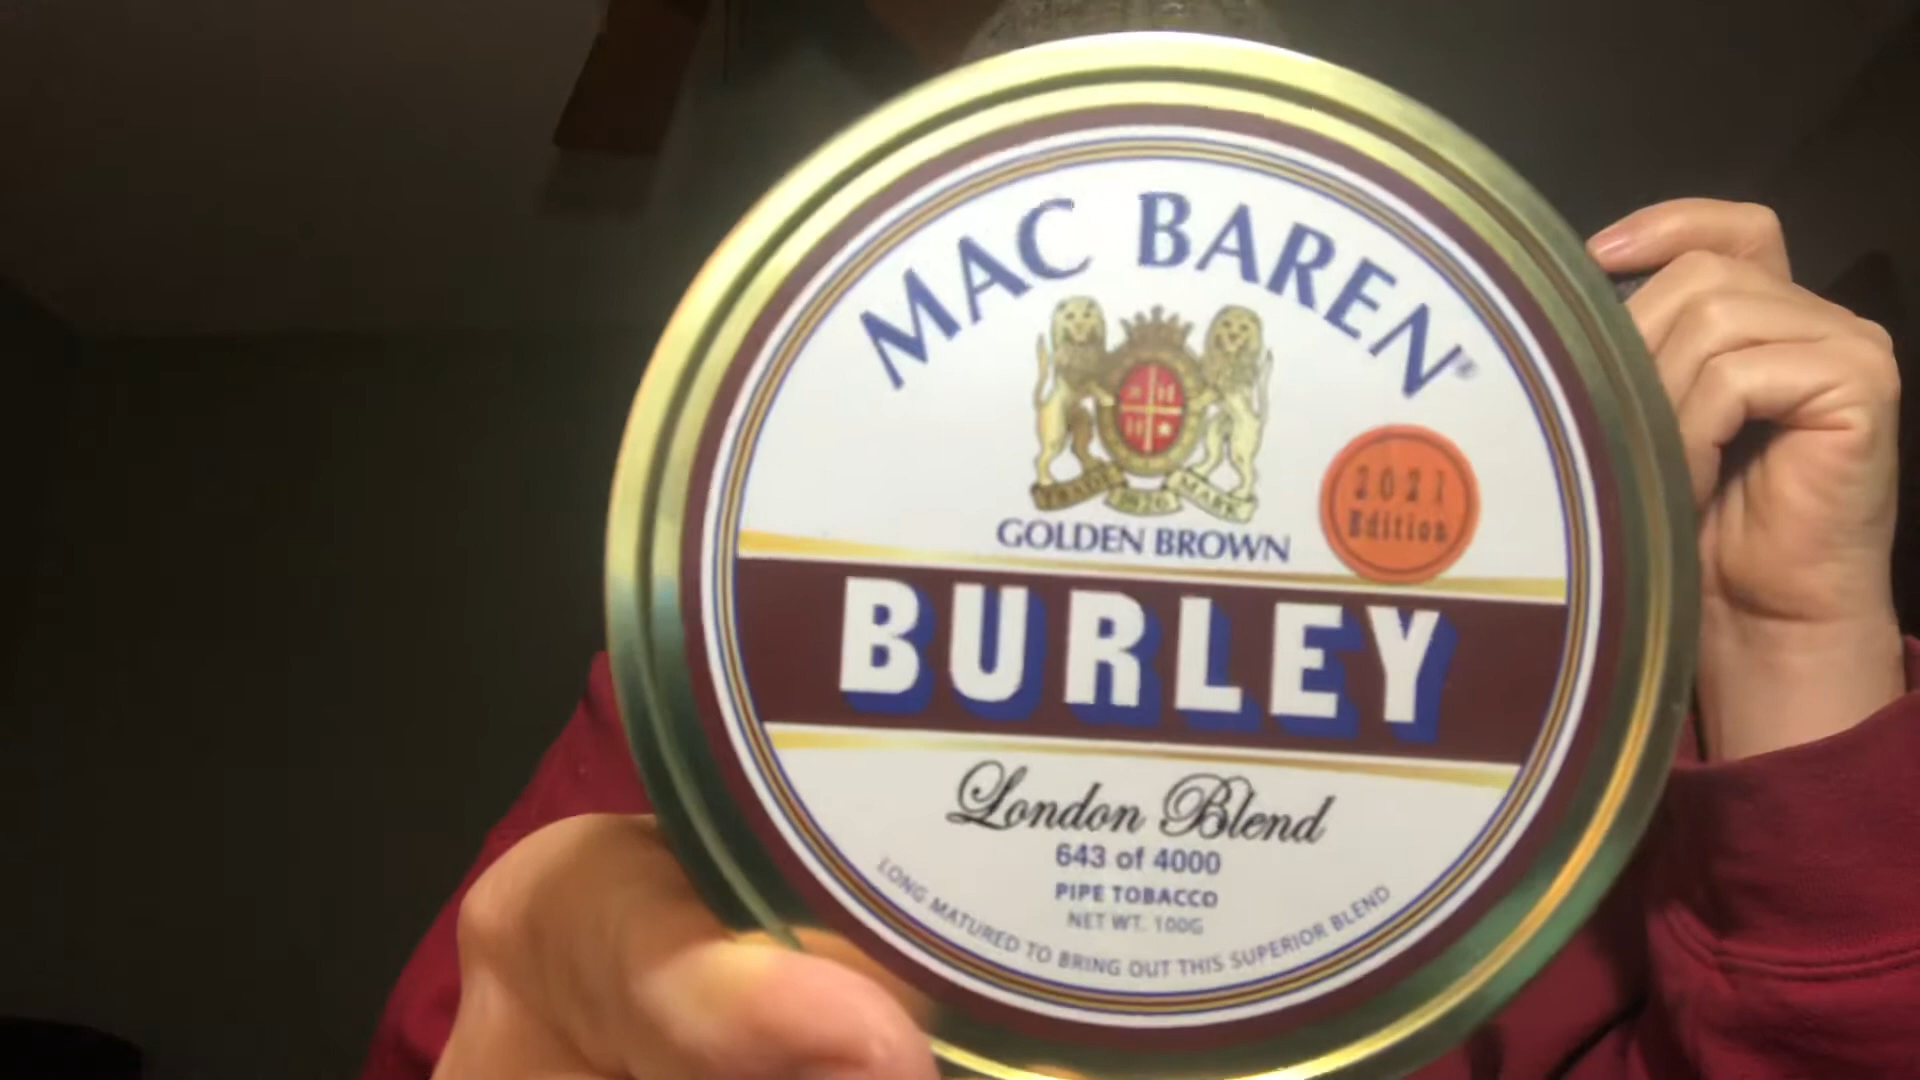 MAC BAREN®
TRADE 1826 MARK
GOLDEN BROWN
2021
Edition
BURLEY
London Blend
643 of 4000
PIPE TOBACCO
NET WT. 100G
LONG MATURED TO BRING OUT THIS SUPERIOR BLEND